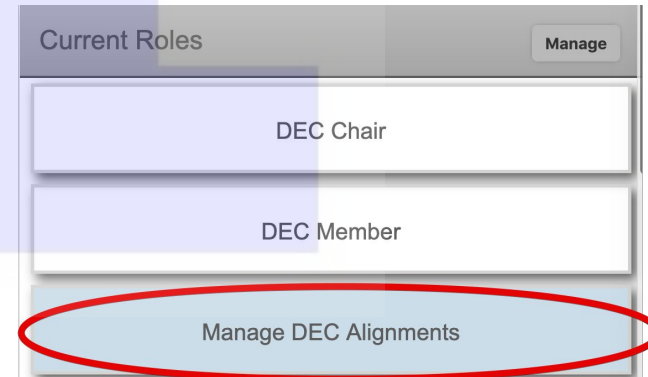 Current Roles
Manage
DEC Chair
DEC Member
Manage DEC Alignments